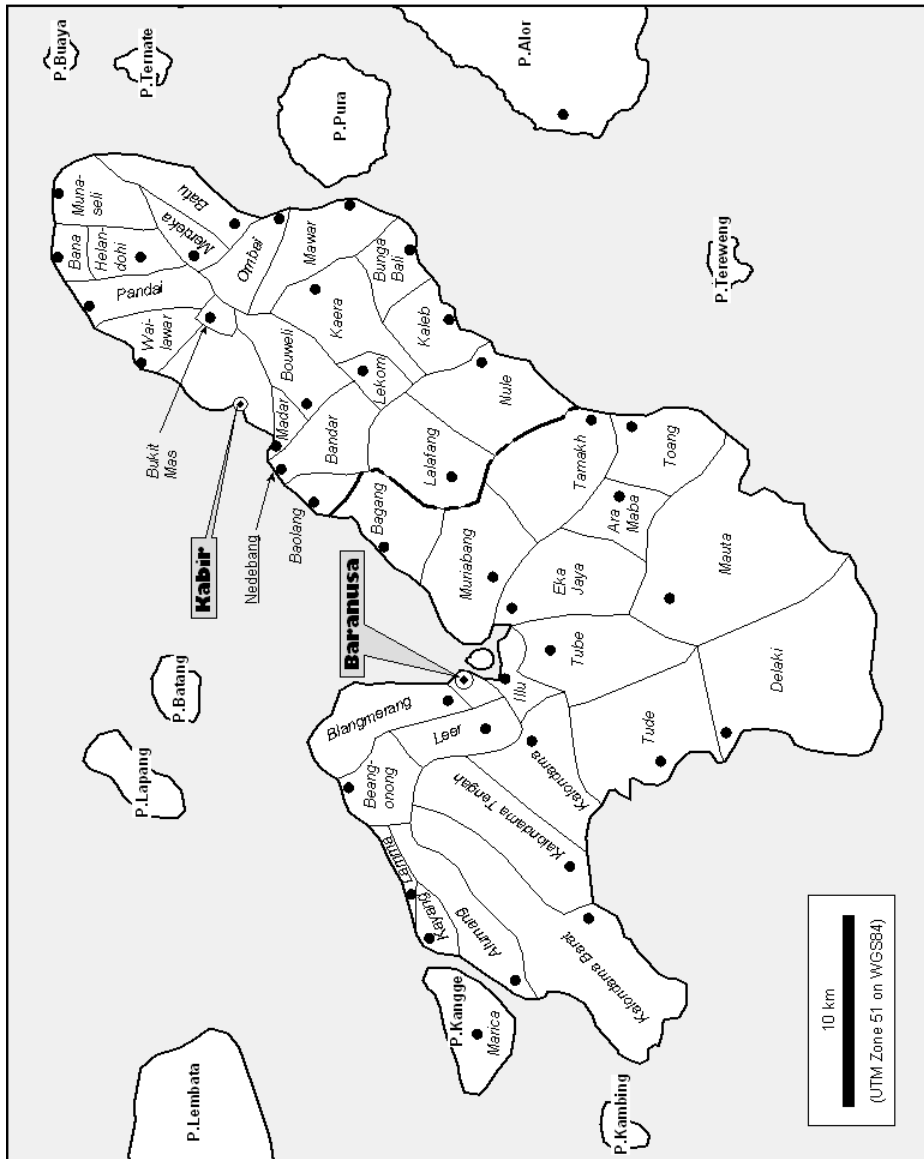 P.Buaya
P.Ternate
P.Alor
P.Pura
Muna-
seli
Batu
Bana
Helan-
dohi
Merdeka
Pandai
Ombai
Mawar
Wai-
lawar
Bunga
Bali
Kaera
Kaleb
Bouweli
Lekom
P.Tereweng
Bukit
Mas
Madar
Bandar
Nule
Lalafang
Kabir
Nedebang
Baolang
Bagang
Tamakh
Toang
Ara
Maba
Muriabang
Eka
Jaya
Mauta
Baranusa
P.Batang
Tube
Illu
Delaki
P.Lapang
Blangmerang
Leer
Tude
Beang-
onong
Kalondama
Kalondama Tengah
Lamma
Kayang
Alumang
Kalondama Barat
P.Kangge
Marica
P.Lembata
P.Kambing
10 km
(UTM Zone 51 on WGS84)